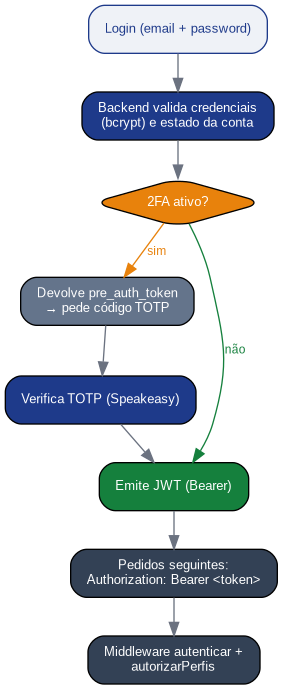 Login (email + password)
Backend valida credenciais
(bcrypt) e estado da conta
2FA ativo?
sim
Devolve pre_auth_token
→ pede código TOTP
não
Verifica TOTP (Speakeasy)
Emite JWT (Bearer)
Pedidos seguintes:
Authorization: Bearer <token>
Middleware autenticar +
autorizarPerfis